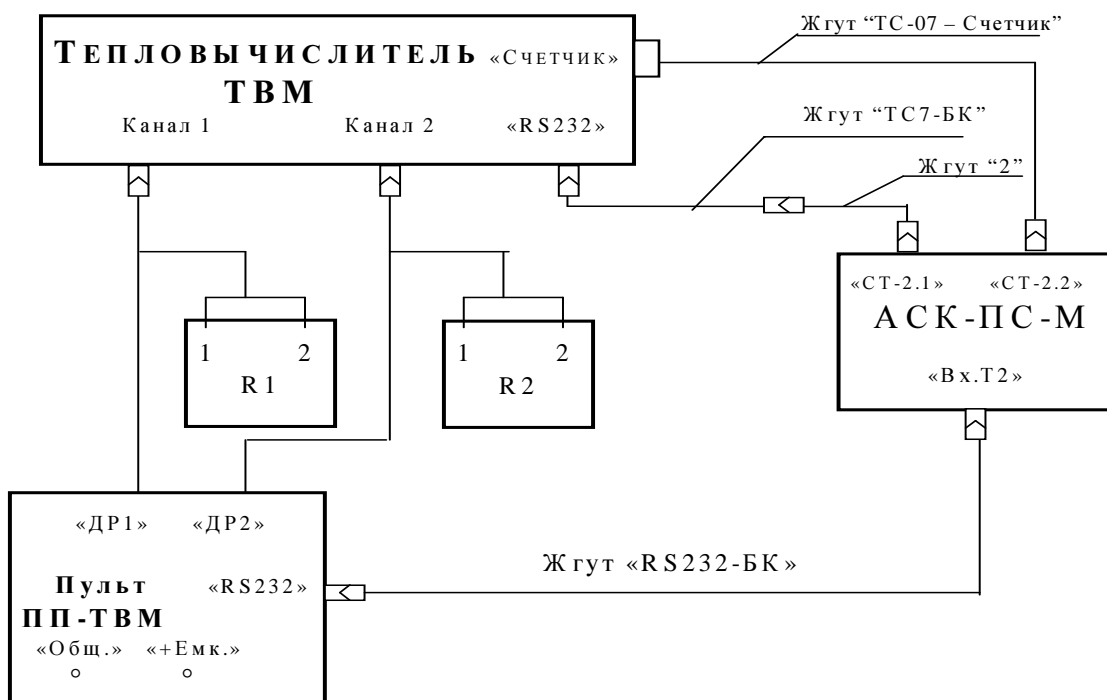 Жгут “ТС-07 – Счетчик”
ТЕПЛОВЫЧИСЛИТЕЛЬ «СЧЕТЧИК»
ТВМ
Канал 1 Канал 2 «RS232»
Жгут “ТС7-БК”
Жгут “2”
«СТ-2.1» «СТ-2.2»
АСК-ПС-М
«Вх.Т2»
1 2
R1
1 2
R2
«ДР1» «ДР2»
Жгут «RS232-БК»
Пульт «RS232»
ПП-ТВМ
«Общ.» «+Емк.»